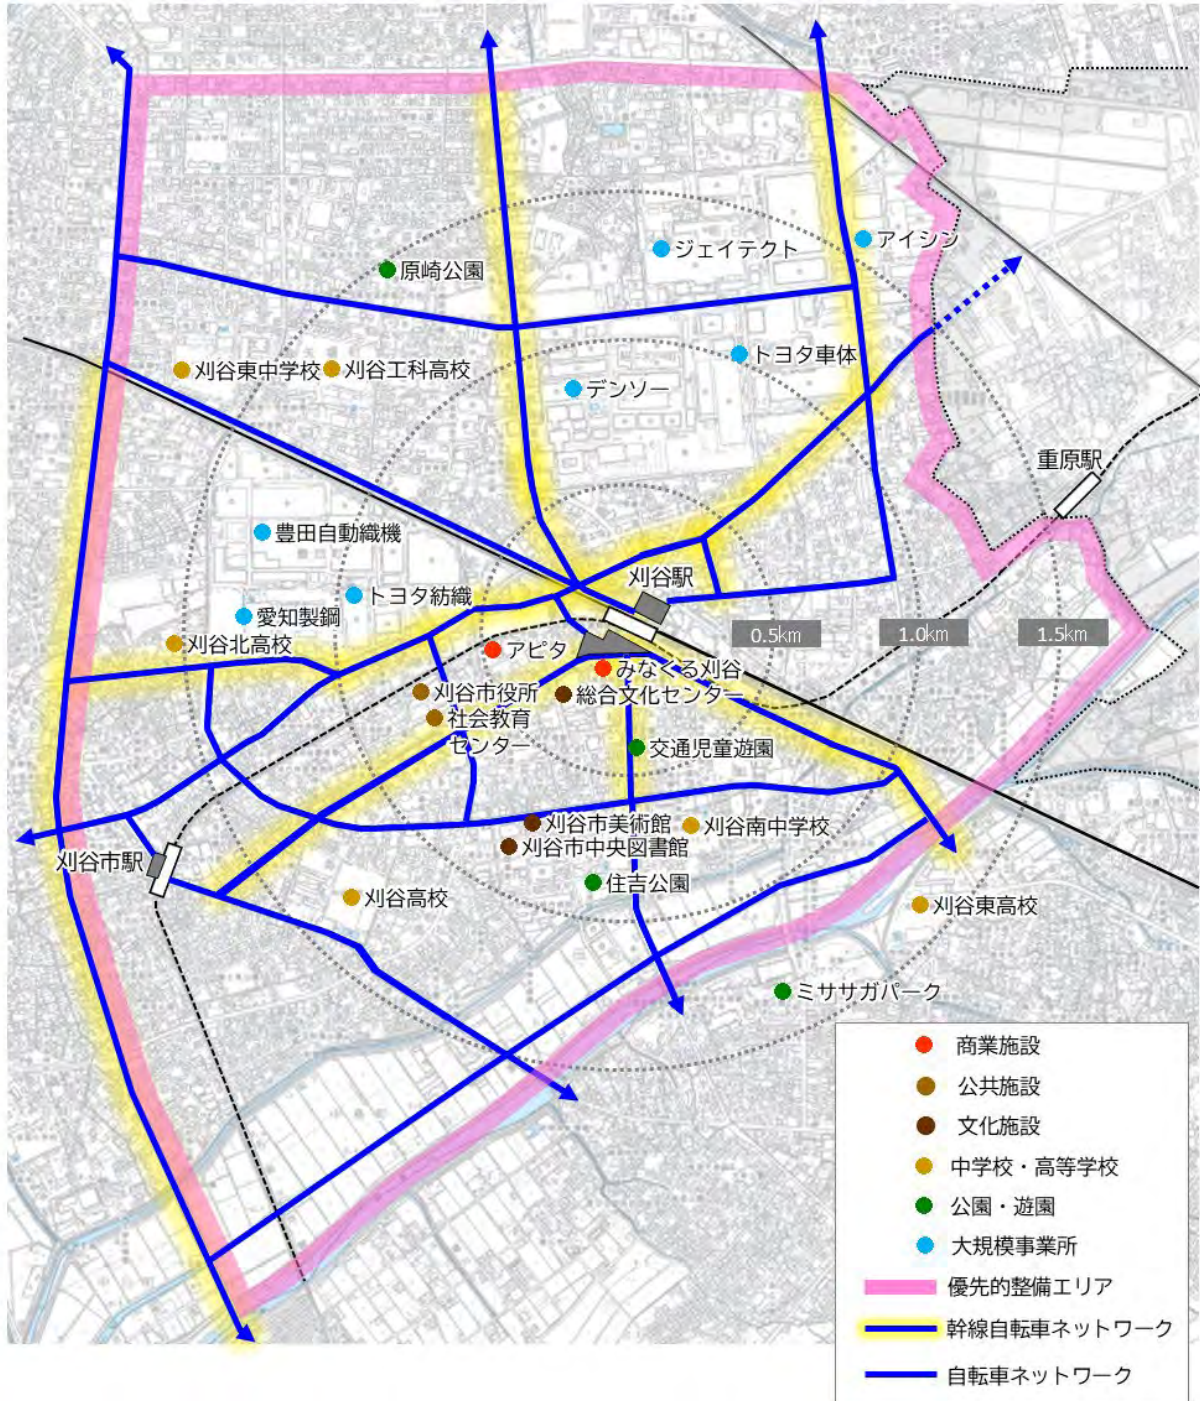 ジェイテクト
アイシン
原崎公園
トヨタ車体
刈谷東中学校
刈谷工科高校
デンソー
重原駅
豊田自動織機
刈谷駅
トヨタ紡織
愛知製鋼
0.5km
1.0km
1.5km
刈谷北高校
アピタ
みなくる刈谷
刈谷市役所
総合文化センター
社会教育
センター
交通児童遊園
刈谷市美術館
刈谷南中学校
刈谷市中央図書館
刈谷市駅
住吉公園
刈谷高校
刈谷東高校
ミササガパーク
商業施設
公共施設
文化施設
中学校・高等学校
公園・遊園
大規模事業所
優先的整備エリア
幹線自転車ネットワーク
自転車ネットワーク